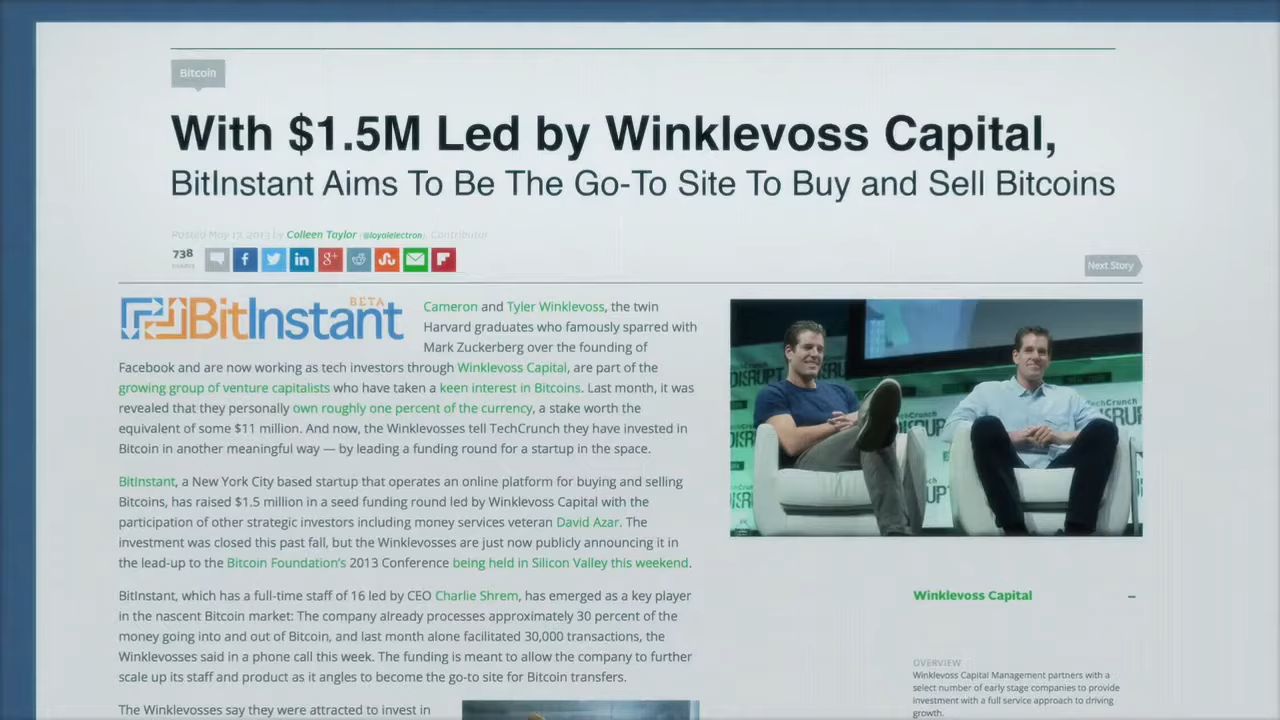 Bitcoin
With $1.5M Led by Winklevoss Capital,
BitInstant Aims To Be The Go-To Site To Buy and Sell Bitcoins
Posted May 17, 2013 by Colleen Taylor (@loyalelectron), Contributor
738
SHARES
Next Story
BETA
BitInstant
Cameron and Tyler Winklevoss, the twin
Harvard graduates who famously sparred with
Mark Zuckerberg over the founding of
Facebook and are now working as tech investors through Winklevoss Capital, are part of the
growing group of venture capitalists who have taken a keen interest in Bitcoins. Last month, it was
revealed that they personally own roughly one percent of the currency, a stake worth the
equivalent of some $11 million. And now, the Winklevosses tell TechCrunch they have invested in
Bitcoin in another meaningful way — by leading a funding round for a startup in the space.
BitInstant, a New York City based startup that operates an online platform for buying and selling
Bitcoins, has raised $1.5 million in a seed funding round led by Winklevoss Capital with the
participation of other strategic investors including money services veteran David Azar. The
investment was closed this past fall, but the Winklevosses are just now publicly announcing it in
the lead-up to the Bitcoin Foundation's 2013 Conference being held in Silicon Valley this weekend.
BitInstant, which has a full-time staff of 16 led by CEO Charlie Shrem, has emerged as a key player
in the nascent Bitcoin market: The company already processes approximately 30 percent of the
money going into and out of Bitcoin, and last month alone facilitated 30,000 transactions, the
Winklevosses said in a phone call this week. The funding is meant to allow the company to further
scale up its staff and product as it angles to become the go-to site for Bitcoin transfers.
The Winklevosses say they were attracted to invest in
DISRUPT
TechCrunch
Winklevoss Capital
–
OVERVIEW
Winklevoss Capital Management partners with a
select number of early stage companies to provide
investment with a full service approach to driving
growth.